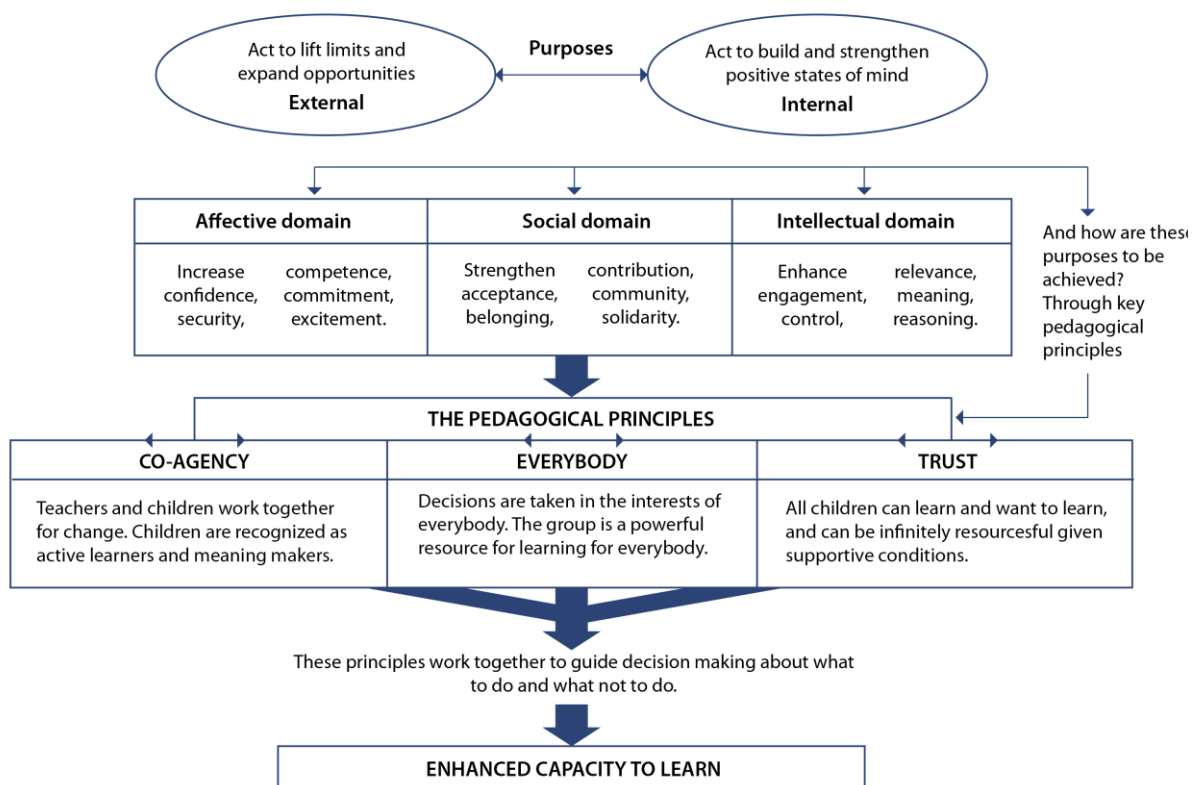 Act to lift limits and
expand opportunities
External
Purposes
Act to build and strengthen
positive states of mind
Internal
Affective domain
Increase competence,
confidence, commitment,
security, excitement.
Social domain
Strengthen contribution,
acceptance, community,
belonging, solidarity.
Intellectual domain
Enhance relevance,
engagement, meaning,
control, reasoning.
And how are these
purposes to be
achieved?
Through key
pedagogical
principles
THE PEDAGOGICAL PRINCIPLES
CO-AGENCY
Teachers and children work together
for change. Children are recognized as
active learners and meaning makers.
EVERYBODY
Decisions are taken in the interests of
everybody. The group is a powerful
resource for learning for everybody.
TRUST
All children can learn and want to learn,
and can be infinitely resourcesful given
supportive conditions.
These principles work together to guide decision making about what
to do and what not to do.
ENHANCED CAPACITY TO LEARN